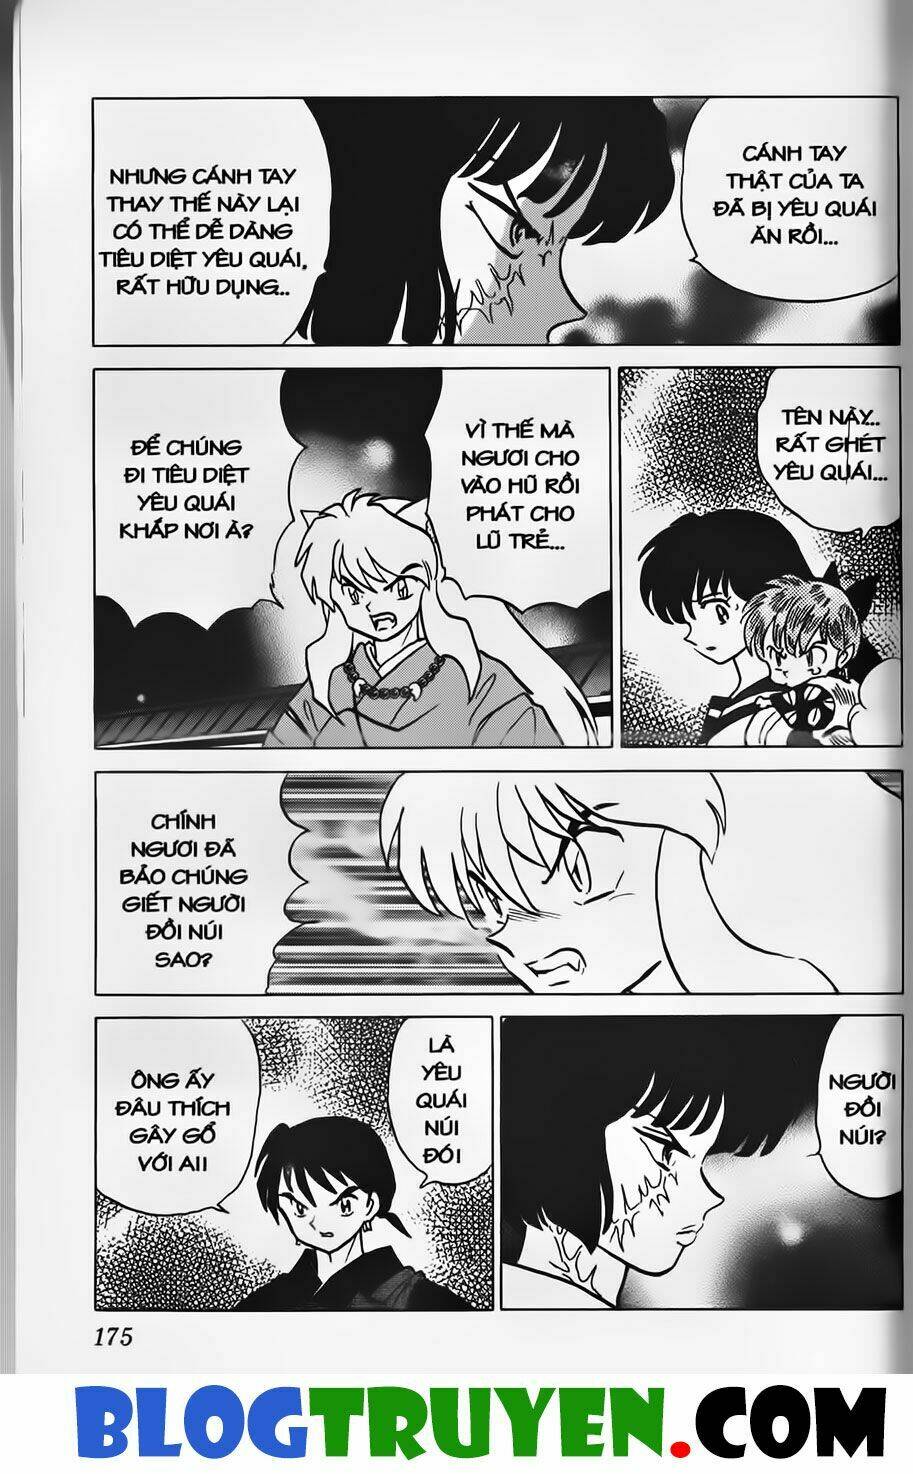 CÁNH TAY
THẬT CỦA TA
ĐÃ BỊ YÊU QUÁI
ĂN RỒI...
NHƯNG CÁNH TAY
THAY THẾ NÀY LẠI
CÓ THỂ DỄ DÀNG
TIÊU DIỆT YÊU QUÁI,
RẤT HỮU DỤNG..
TÊN NÀY...
RẤT GHÉT
YÊU QUÁI...
VÌ THẾ MÀ
NGƯƠI CHO
VÀO HŨ RỒI
PHÁT CHO
LŨ TRẺ...
ĐỂ CHÚNG
ĐI TIÊU DIỆT
YÊU QUÁI
KHẮP NƠI À?
CHÍNH
NGƯƠI ĐÃ
BẢO CHÚNG
GIẾT NGƯỜI
ĐỒI NÚI
SAO?
NGƯỜI
ĐỒI
NÚI?
LÀ
YÊU
QUÁI
NÚI
ĐÓ!
ÔNG ẤY
ĐÂU THÍCH
GÂY GỔ
VỚI AI!
175
BLOGTRUYEN.COM